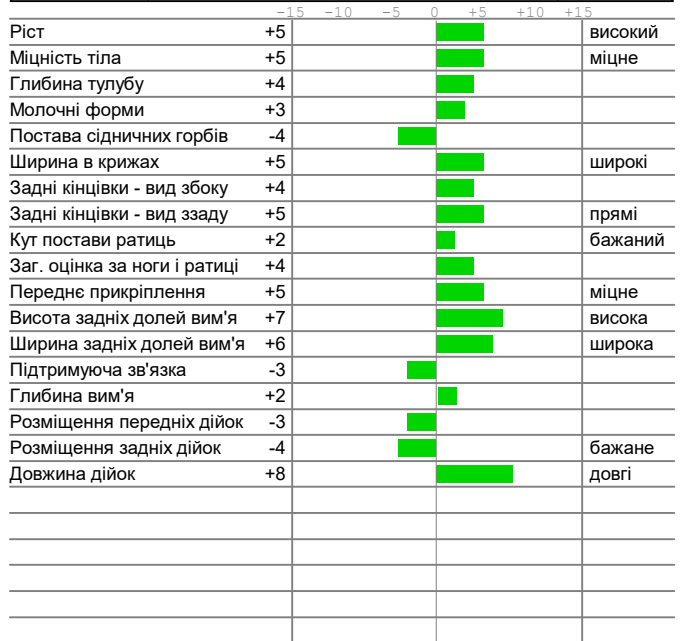 -15 -10 -5 0 +5 +10 +15
Ріст +5 високий
Міцність тіла +5 міцне
Глибина тулубу +4
Молочні форми +3
Постава сідничних горбів -4
Ширина в крижах +5 широкі
Задні кінцівки - вид збоку +4
Задні кінцівки - вид ззаду +5 прямі
Кут постави ратиць +2 бажаний
Заг. оцінка за ноги і ратиці +4
Переднє прикріплення +5 міцне
Висота задніх долей вим'я +7 висока
Ширина задніх долей вим'я +6 широка
Підтримуюча зв'язка -3
Глибина вим'я +2
Розміщення передніх дійок -3
Розміщення задніх дійок -4 бажане
Довжина дійок +8 довгі